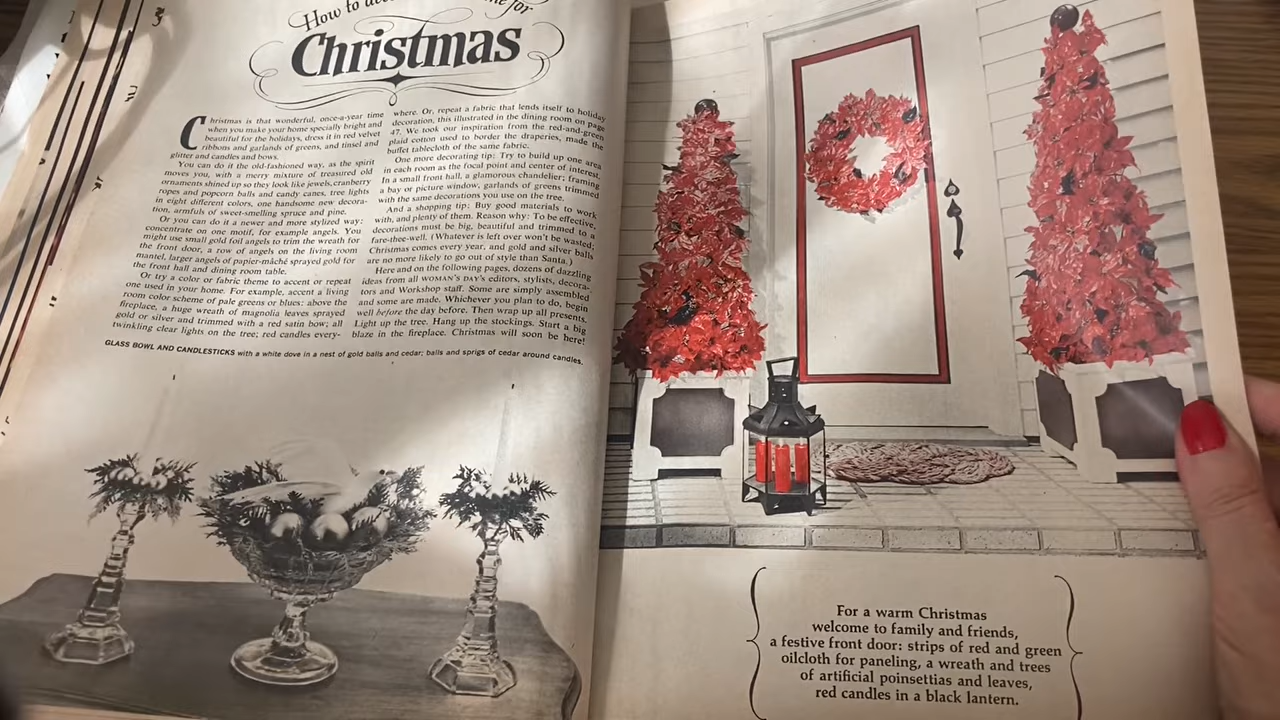 How to
for
Christmas
Christmas is that wonderful, once-a-year time
when you make your home specially bright and
beautiful for the holidays, dress it in red velvet
ribbons and garlands of greens, and tinsel and
glitter and candles and bows.
You can do it the old-fashioned way, as the spirit
moves you, with a merry mixture of treasured old
ornaments shined up so they look like jewels, cranberry
ropes and popcorn balls and candy canes, tree lights
in eight different colors, one handsome new decora-
tion, armfuls of sweet-smelling spruce and pine.
Or you can do it a newer and more stylized way:
concentrate on one motif, for example angels. You
might use small gold foil angels to trim the wreath for
the front door, a row of angels on the living room
mantel, larger angels of papier-mâché sprayed gold for
the front hall and dining room table.
Or try a color or fabric theme to accent or repeat
one used in your home. For example, accent a living
room color scheme of pale greens or blues: above the
fireplace, a huge wreath of magnolia leaves sprayed
gold or silver and trimmed with a red satin bow; all
twinkling clear lights on the tree; red candles every-
where. Or, repeat a fabric that lends itself to holiday
decoration, this illustrated in the dining room on page
47. We took our inspiration from the red-and-green
plaid cotton used to border the draperies, made the
buffet tablecloth of the same fabric.
One more decorating tip: Try to build up one area
in each room as the focal point and center of interest.
In a small front hall, a glamorous chandelier; framing
a bay or picture window, garlands of greens trimmed
with the same decorations you use on the tree.
And a shopping tip: Buy good materials to work
with, and plenty of them. Reason why: To be effective,
decorations must be big, beautiful and trimmed to a
fare-thee-well. (Whatever is left over won't be wasted;
Christmas comes every year, and gold and silver balls
are no more likely to go out of style than Santa.)
Here and on the following pages, dozens of dazzling
ideas from all WOMAN'S DAY'S editors, stylists, decora-
tors and Workshop staff. Some are simply assembled
and some are made. Whichever you plan to do, begin
well before the day before. Then wrap up all presents.
Light up the tree. Hang up the stockings. Start a big
blaze in the fireplace. Christmas will soon be here!
GLASS BOWL AND CANDLESTICKS with a white dove in a nest of gold balls and cedar; balls and sprigs of cedar around candles.
For a warm Christmas
welcome to family and friends,
a festive front door: strips of red and green
oilcloth for paneling, a wreath and trees
of artificial poinsettias and leaves,
red candles in a black lantern.